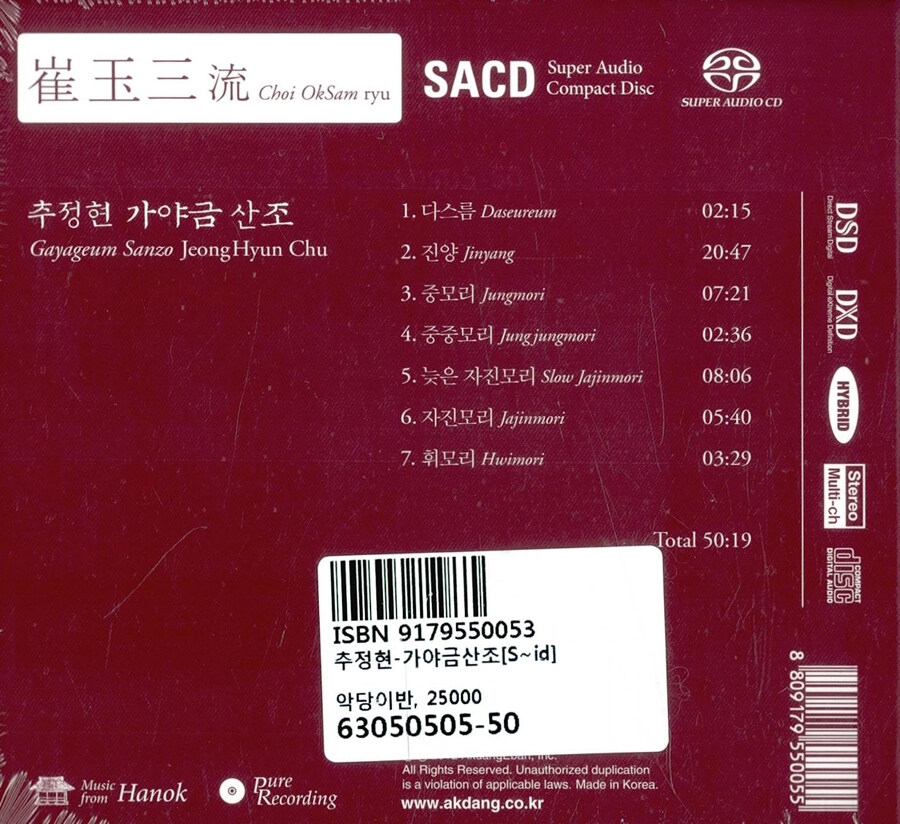 崔玉三流 Choi OkSam ryu
SACD Super Audio
Compact Disc
SUPER AUDIO CD
추정현 가야금 산조
Gayageum Sanzo JeongHyun Chu
1. 다스름 Daseureum 02:15
2. 진양 Jinyang 20:47
3. 중모리 Jungmori 07:21
4. 중중모리 Jungjungmori 02:36
5. 늦은 자진모리 Slow Jajinmori 08:06
6. 자진모리 Jajinmori 05:40
7. 휘모리 Hwimori 03:29
Total 50:19
DSD
Direct Stream Digital
DXD
Digital eXtreme Definition
HYBRID
Stereo
Multi-ch
COMPACT
disc
DIGITAL AUDIO
ISBN 9179550053
추정현-가야금산조[S~id]
악당이반, 25000
63050505-50
8 809179 550055
Music
from Hanok
Pure
Recording
All Rights Reserved. Unauthorized duplication
is a violation of applicable laws. Made in Korea.
www.akdang.co.kr